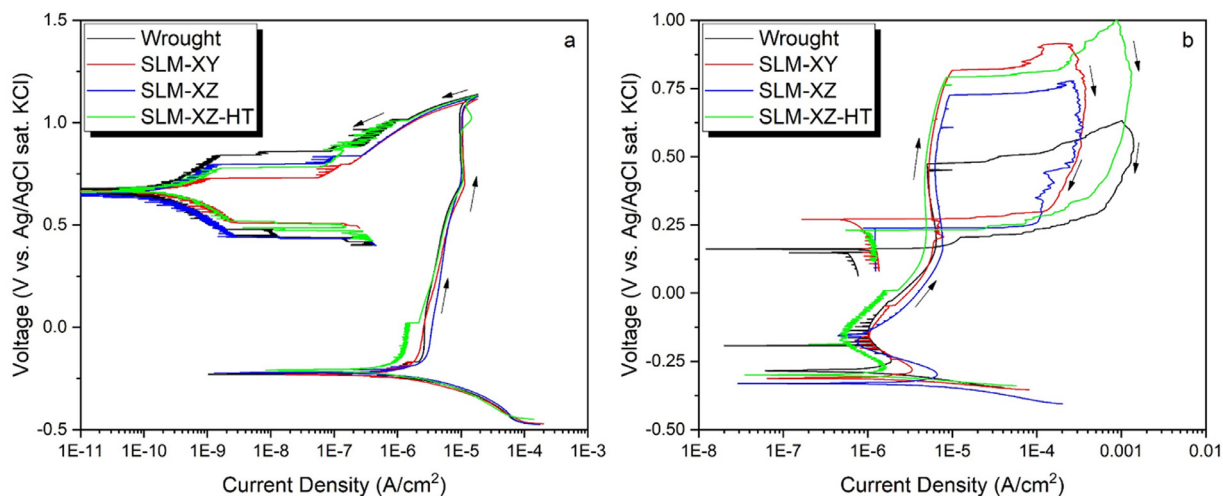 a
Wrought
SLM-XY
SLM-XZ
SLM-XZ-HT
Voltage (V vs. Ag/AgCl sat. KCl)
1.5
1.0
0.5
0.0
-0.5
1E-11 1E-10 1E-9 1E-8 1E-7 1E-6 1E-5 1E-4 1E-3
Current Density (A/cm²)
b
Wrought
SLM-XY
SLM-XZ
SLM-XZ-HT
Voltage (V vs. Ag/AgCl sat. KCl)
1.00
0.75
0.50
0.25
0.00
-0.25
-0.50
1E-8 1E-7 1E-6 1E-5 1E-4 0.001 0.01
Current Density (A/cm²)